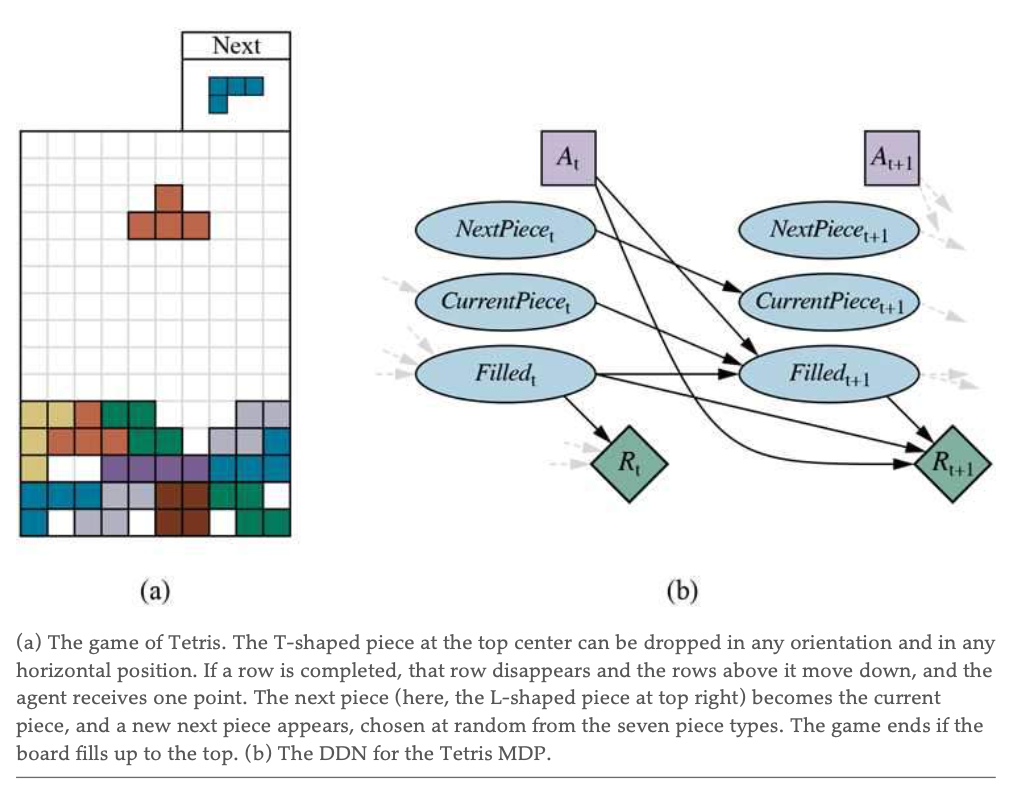 Next
A_t
A_t+1
NextPiece_t
NextPiece_t+1
CurrentPiece_t
CurrentPiece_t+1
Filled_t
Filled_t+1
R_t
R_t+1
(a)
(b)
(a) The game of Tetris. The T-shaped piece at the top center can be dropped in any orientation and in any
horizontal position. If a row is completed, that row disappears and the rows above it move down, and the
agent receives one point. The next piece (here, the L-shaped piece at top right) becomes the current
piece, and a new next piece appears, chosen at random from the seven piece types. The game ends if the
board fills up to the top. (b) The DDN for the Tetris MDP.